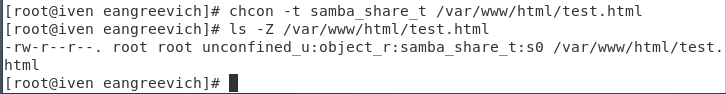 [root@iven eangreevich]# chcon -t samba_share_t /var/www/html/test.html
[root@iven eangreevich]# ls -Z /var/www/html/test.html
-rw-r--r--. root root unconfined_u:object_r:samba_share_t:s0 /var/www/html/test.
html
[root@iven eangreevich]#